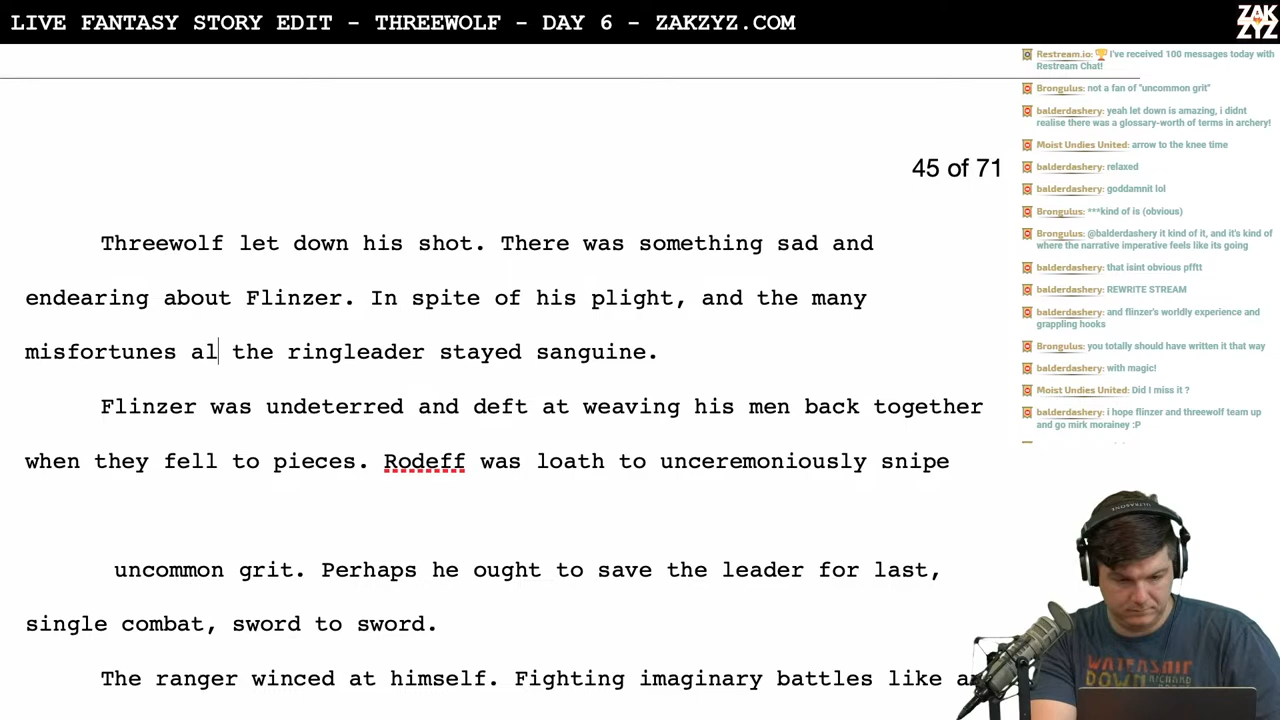 LIVE FANTASY STORY EDIT - THREEWOLF - DAY 6 - ZAKZYZ.COM
ZAK
ZYZ
Restream.io: 🏆 I've received 100 messages today with
Restream Chat!
Brongulus: not a fan of "uncommon grit"
balderdashery: yeah let down is amazing, i didnt
realise there was a glossary-worth of terms in archery!
Moist Undies United: arrow to the knee time
balderdashery: relaxed
balderdashery: goddamnit lol
Brongulus: ***kind of is (obvious)
Brongulus: @balderdashery it kind of it, and it's kind of
where the narrative imperative feels like its going
balderdashery: that isint obvious pfftt
balderdashery: REWRITE STREAM
balderdashery: and flinzer's worldly experience and
grappling hooks
Brongulus: you totally should have written it that way
balderdashery: with magic!
Moist Undies United: Did I miss it ?
balderdashery: i hope flinzer and threewolf team up
and go mirk morainey :P
45 of 71
Threewolf let down his shot. There was something sad and
endearing about Flinzer. In spite of his plight, and the many
misfortunes al the ringleader stayed sanguine.
Flinzer was undeterred and deft at weaving his men back together
when they fell to pieces. Rodeff was loath to unceremoniously snipe
uncommon grit. Perhaps he ought to save the leader for last,
single combat, sword to sword.
The ranger winced at himself. Fighting imaginary battles like an
ULTRASONE
WATERSHIP
DOWN
RICHARD